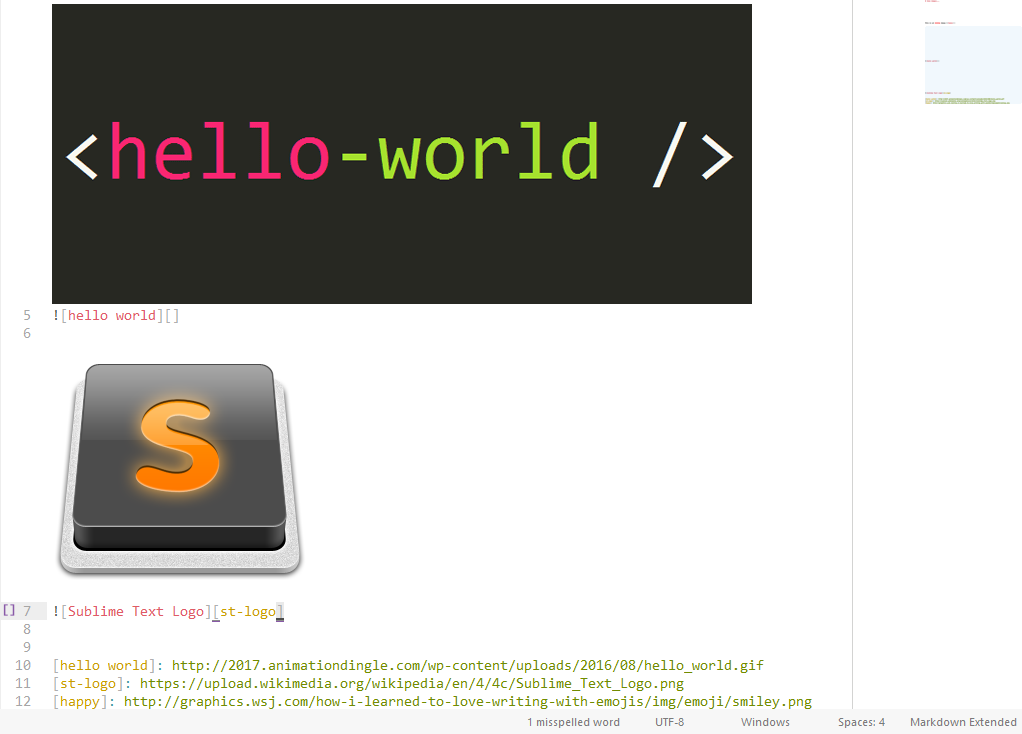 <hello-world />
5 ![hello world][]
6
S
[] 7 ![Sublime Text Logo][st-logo]
8
9
10 [hello world]: http://2017.animationdingle.com/wp-content/uploads/2016/08/hello_world.gif
11 [st-logo]: https://upload.wikimedia.org/wikipedia/en/4/4c/Sublime_Text_Logo.png
12 [happy]: http://graphics.wsj.com/how-i-learned-to-love-writing-with-emojis/img/emoji/smiley.png
1 misspelled word UTF-8 Windows Spaces: 4 Markdown Extended